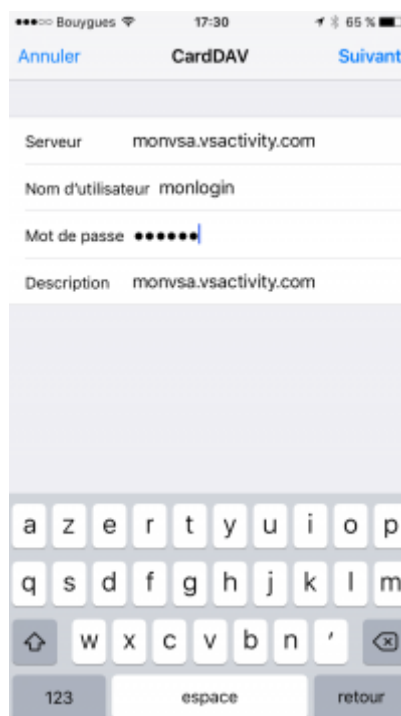 Bouygues 17:30 65 %
Annuler CardDAV Suivant
Serveur monvsa.vsactivity.com
Nom d'utilisateur monlogin
Mot de passe ●●●●●●
Description monvsa.vsactivity.com
a z e r t y u i o p
q s d f g h j k l m
w x c v b n '
123 espace retour